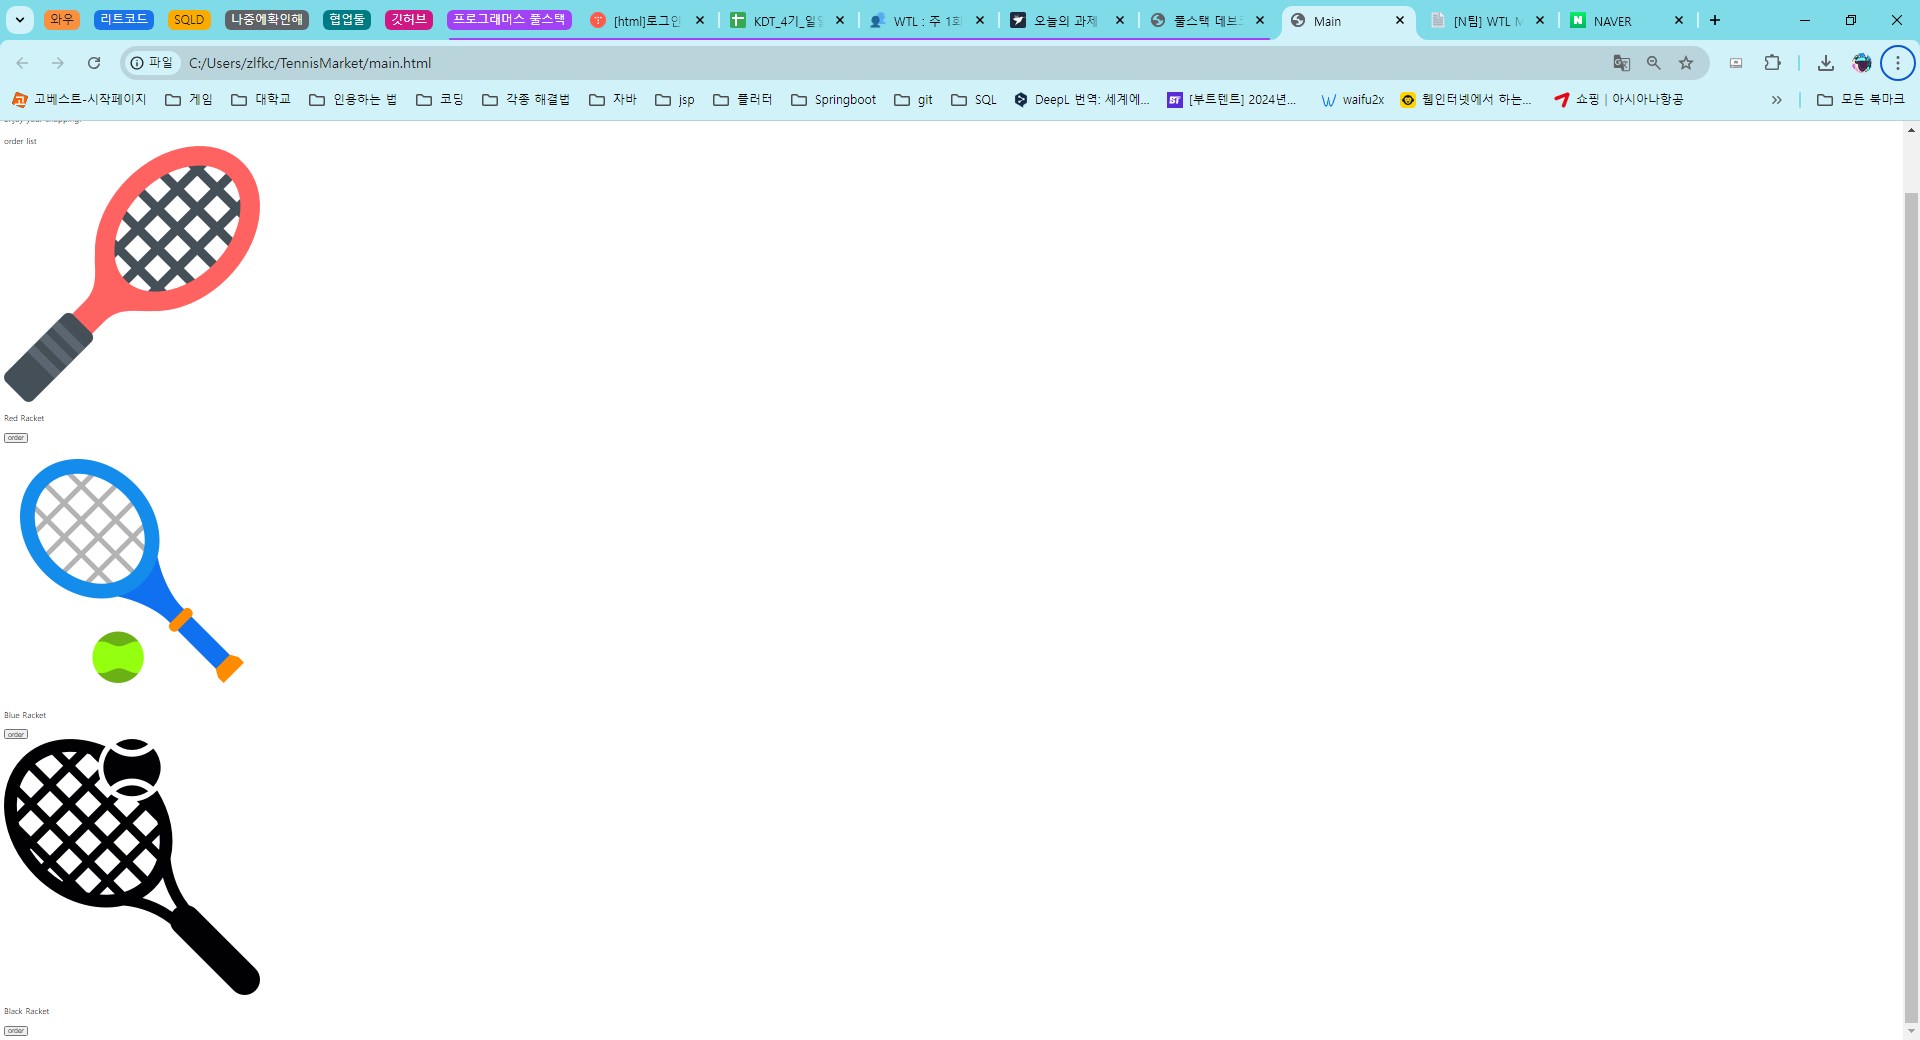 와우
리트코드
SQLD
나중에확인해
협업툴
깃허브
프로그래머스 풀스택
[html]로그인
KDT_4기_일일
WTL : 주 1회
오늘의 과제
풀스택 데브코
Main
[N팀] WTL M
NAVER
파일
C:/Users/zlfkc/TennisMarket/main.html
고베스트-시작페이지
게임
대학교
인용하는 법
코딩
각종 해결법
자바
jsp
플러터
Springboot
git
SQL
DeepL 번역: 세계에...
[부트텐트] 2024년...
waifu2x
웹인터넷에서 하는...
쇼핑 | 아시아나항공
모든 북마크
order list
Red Racket
order
Blue Racket
order
Black Racket
order